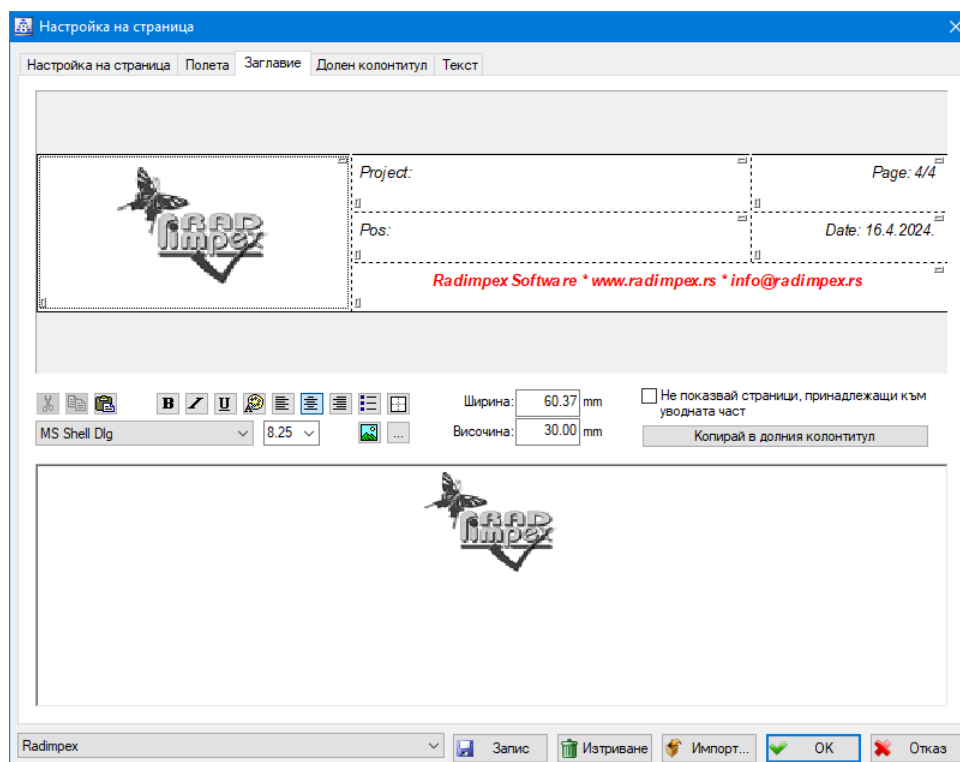 Настройка на страница
Настройка на страница Полета Заглавие Долен колонтитул Текст
RAD
impex
Project:
Page: 4/4
Pos:
Date: 16.4.2024.
Radimpex Software * www.radimpex.rs * info@radimpex.rs
B I U
Ширина: 60.37 mm
Не показвай страници, принадлежащи към
уводната част
MS Shell Dlg 8.25 ...
Височина: 30.00 mm
Копирай в долния колонтитул
RAD
impex
Radimpex Запис Изтриване Импорт... OK Отказ